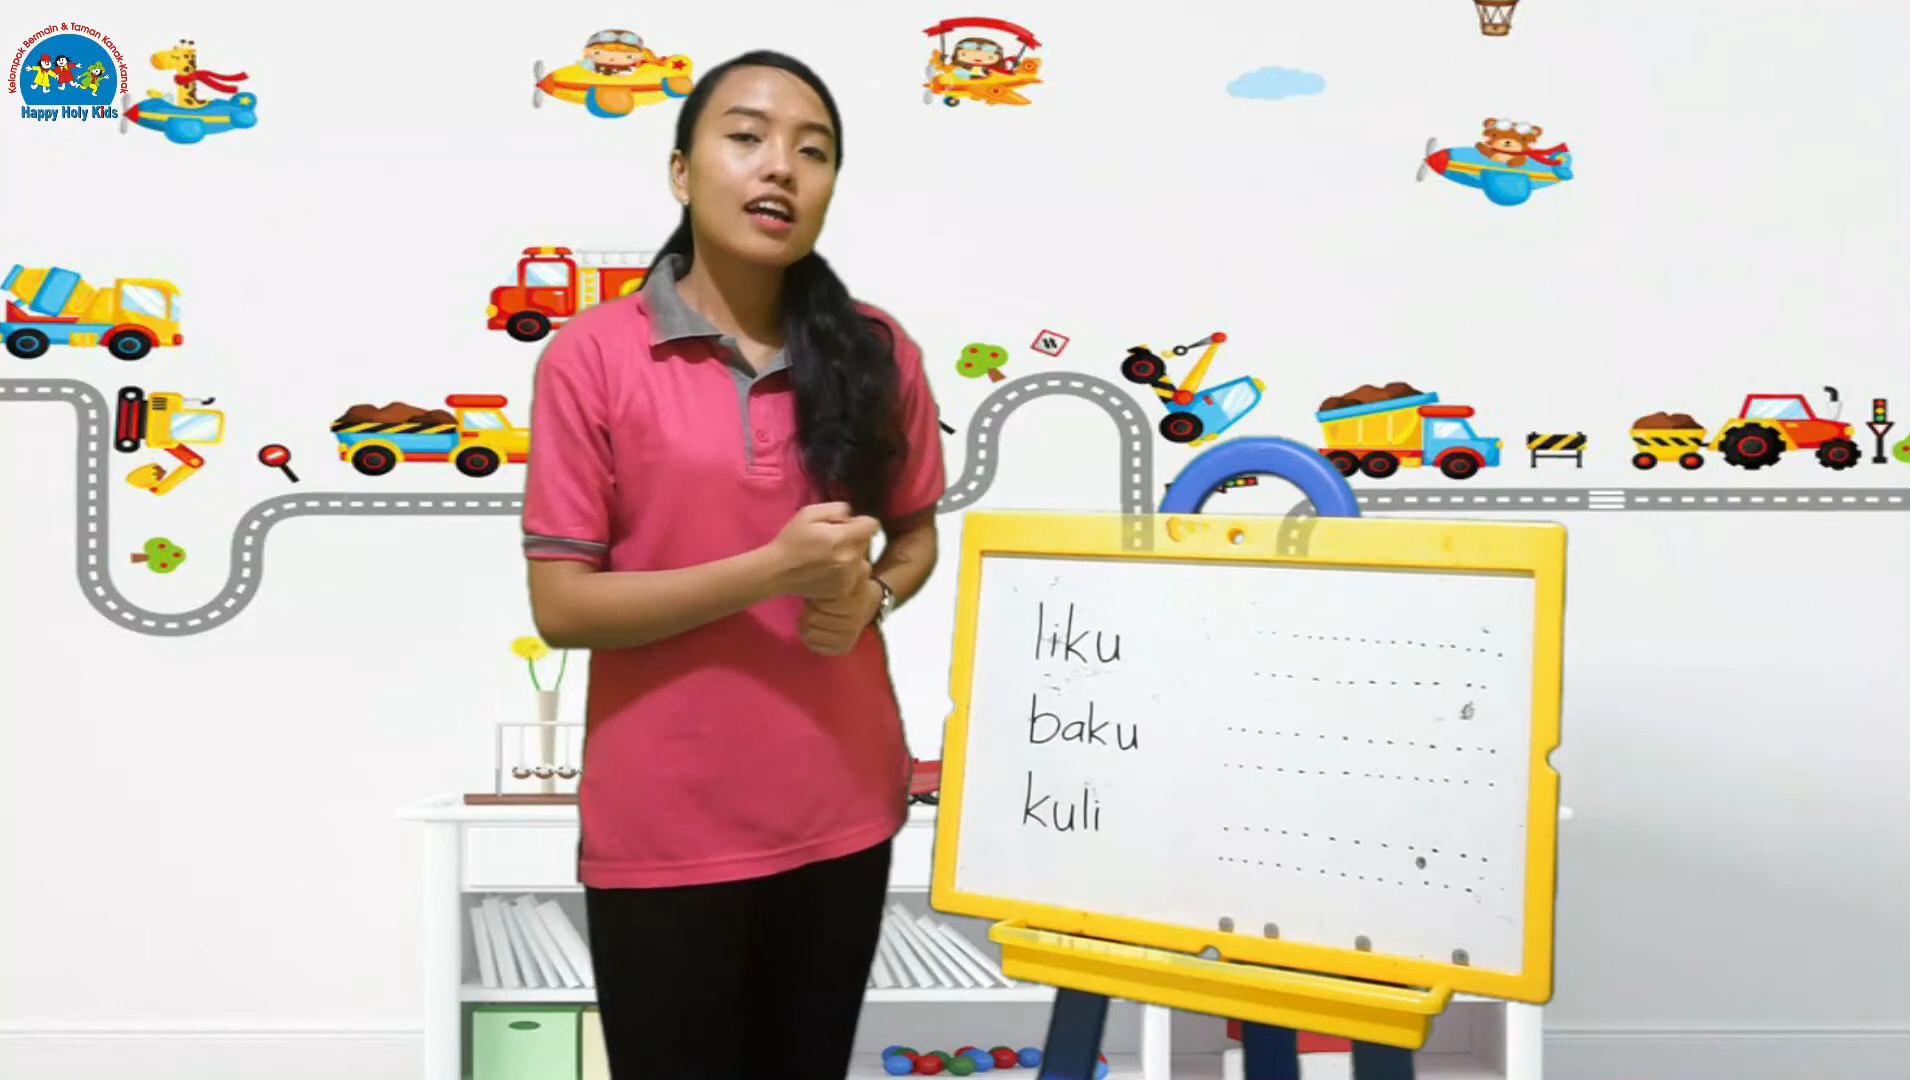 Kelompok Bermain & Taman Kanak-Kanak
Happy Holy Kids
liku
baku
kuli